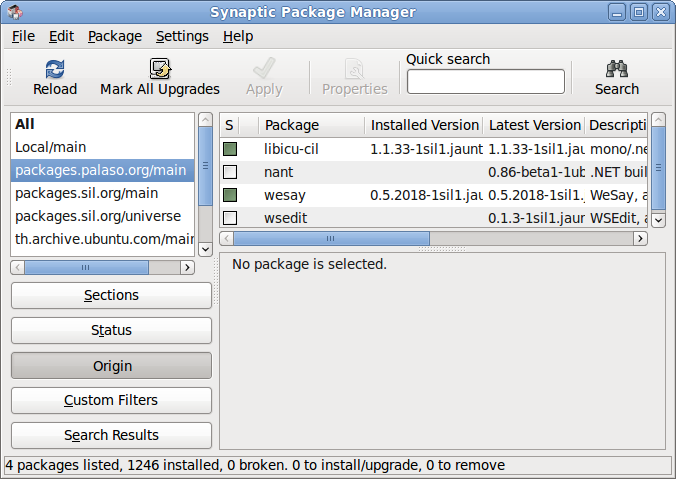 Synaptic Package Manager
File Edit Package Settings Help
Reload Mark All Upgrades Apply Properties Quick search Search
All
Local/main
packages.palaso.org/main
packages.sil.org/main
packages.sil.org/universe
th.archive.ubuntu.com/main
S Package Installed Version Latest Version Descripti
libicu-cil 1.1.33-1sil1.jaunt 1.1.33-1sil1.jau mono/.ne
nant 0.86-beta1-1ub .NET buil
wesay 0.5.2018-1sil1.jau 0.5.2018-1sil1. WeSay, a
wsedit 0.1.3-1sil1.jaur WSEdit, a
No package is selected.
Sections
Status
Origin
Custom Filters
Search Results
4 packages listed, 1246 installed, 0 broken. 0 to install/upgrade, 0 to remove